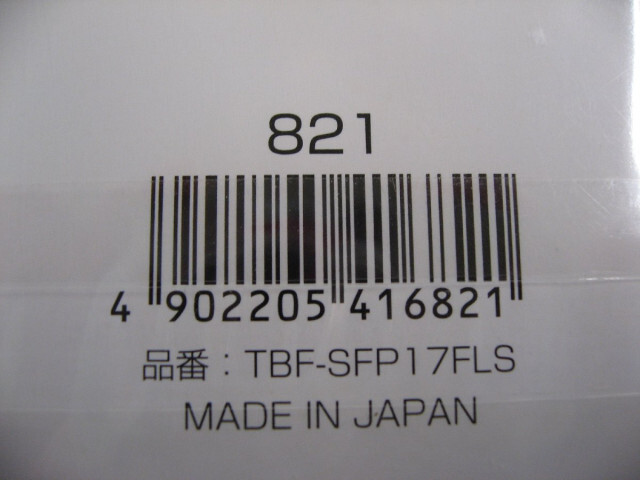 821
4 902205 416821
品番：TBF-SFP17FLS
MADE IN JAPAN